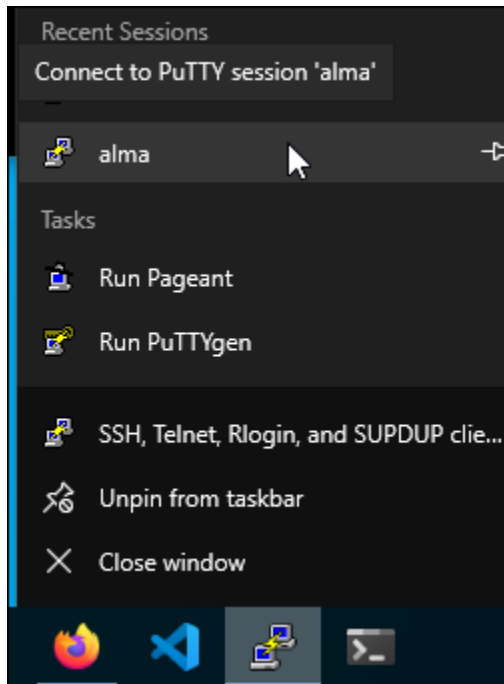 Recent Sessions
Connect to PuTTY session 'alma'
alma
Tasks
Run Pageant
Run PuTTYgen
SSH, Telnet, Rlogin, and SUPDUP clie...
Unpin from taskbar
Close window